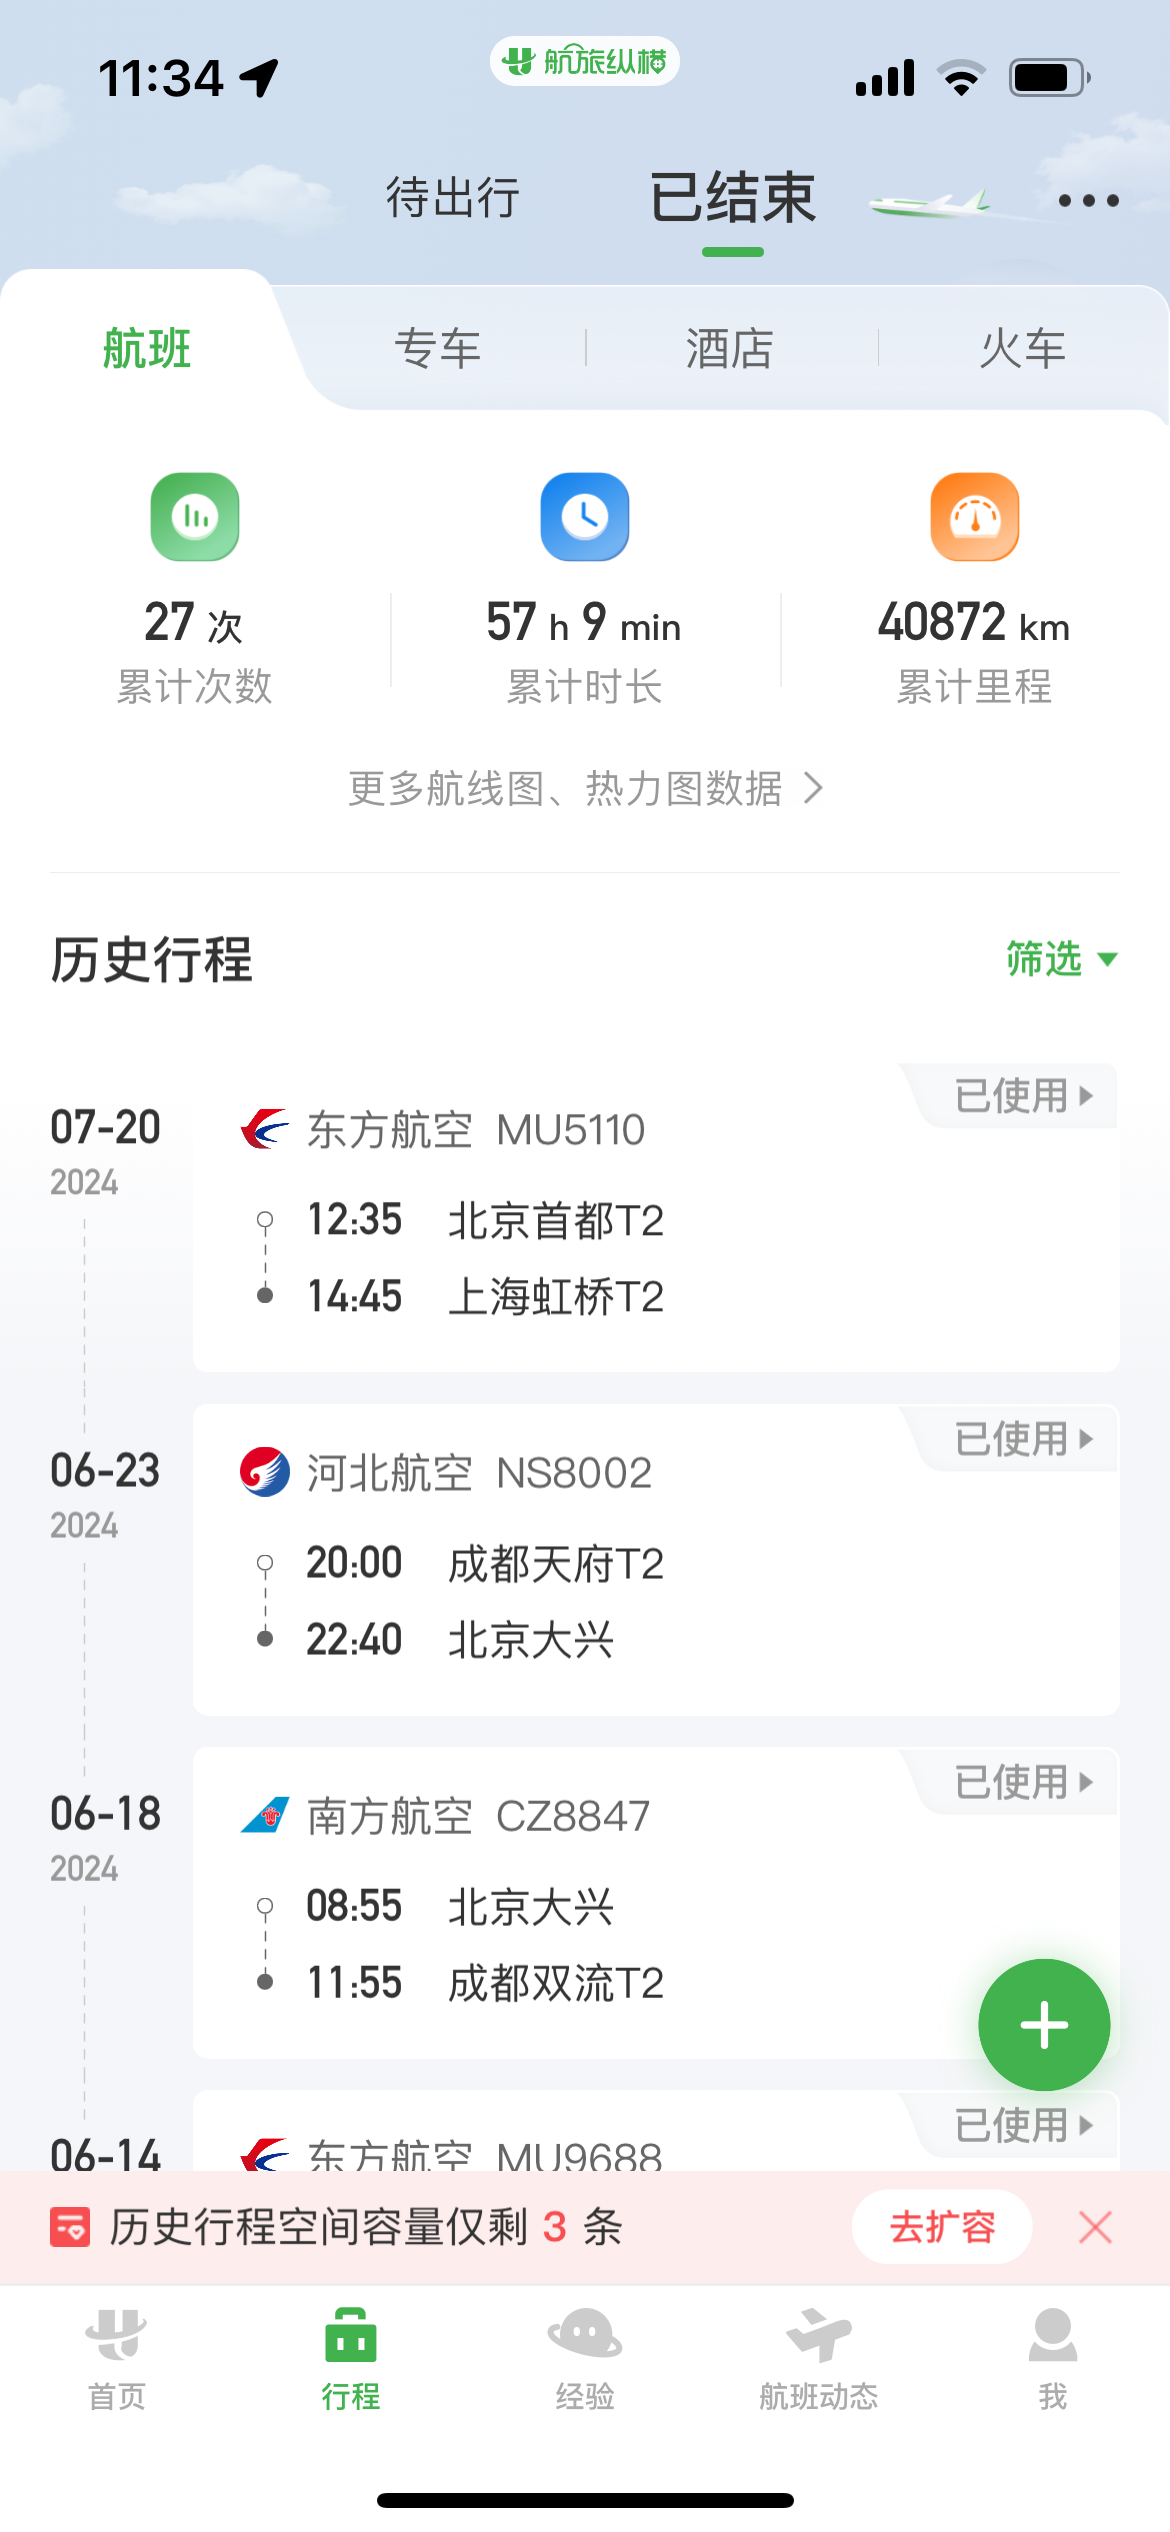 11:34
航旅纵横
待出行 已结束
航班 专车 酒店 火车
27 次 57 h 9 min 40872 km
累计次数 累计时长 累计里程
更多航线图、热力图数据
历史行程 筛选
已使用
07-20 东方航空 MU5110
2024
12:35 北京首都T2
14:45 上海虹桥T2
已使用
06-23 河北航空 NS8002
2024
20:00 成都天府T2
22:40 北京大兴
已使用
06-18 南方航空 CZ8847
2024
08:55 北京大兴
11:55 成都双流T2
已使用
06-14 东方航空 MU9688
历史行程空间容量仅剩 3 条 去扩容
首页 行程 经验 航班动态 我